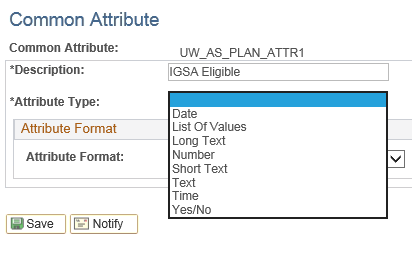 Common Attribute
Common Attribute: UW_AS_PLAN_ATTR1
*Description: IGSA Eligible
*Attribute Type:
Date
List Of Values
Long Text
Number
Short Text
Text
Time
Yes/No
Attribute Format
Attribute Format:
Save Notify